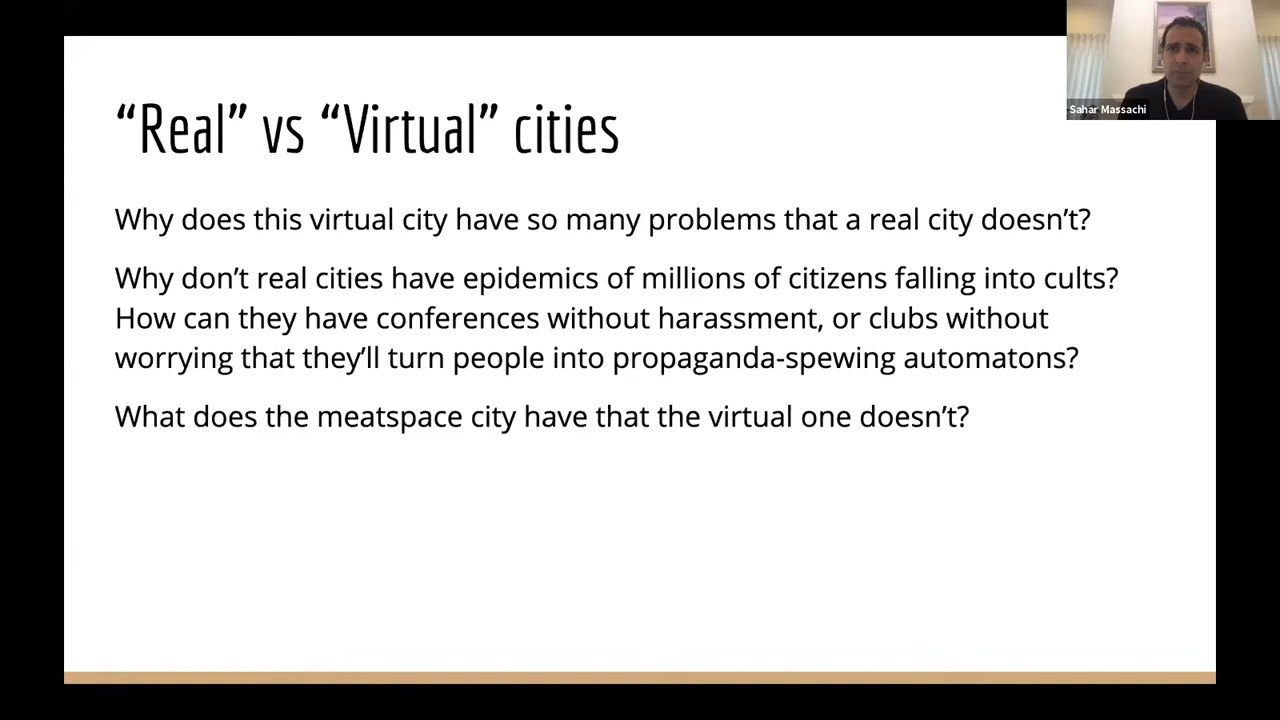 Sahar Massachi
“Real” vs “Virtual” cities
Why does this virtual city have so many problems that a real city doesn’t?
Why don’t real cities have epidemics of millions of citizens falling into cults?
How can they have conferences without harassment, or clubs without
worrying that they’ll turn people into propaganda-spewing automatons?
What does the meatspace city have that the virtual one doesn’t?